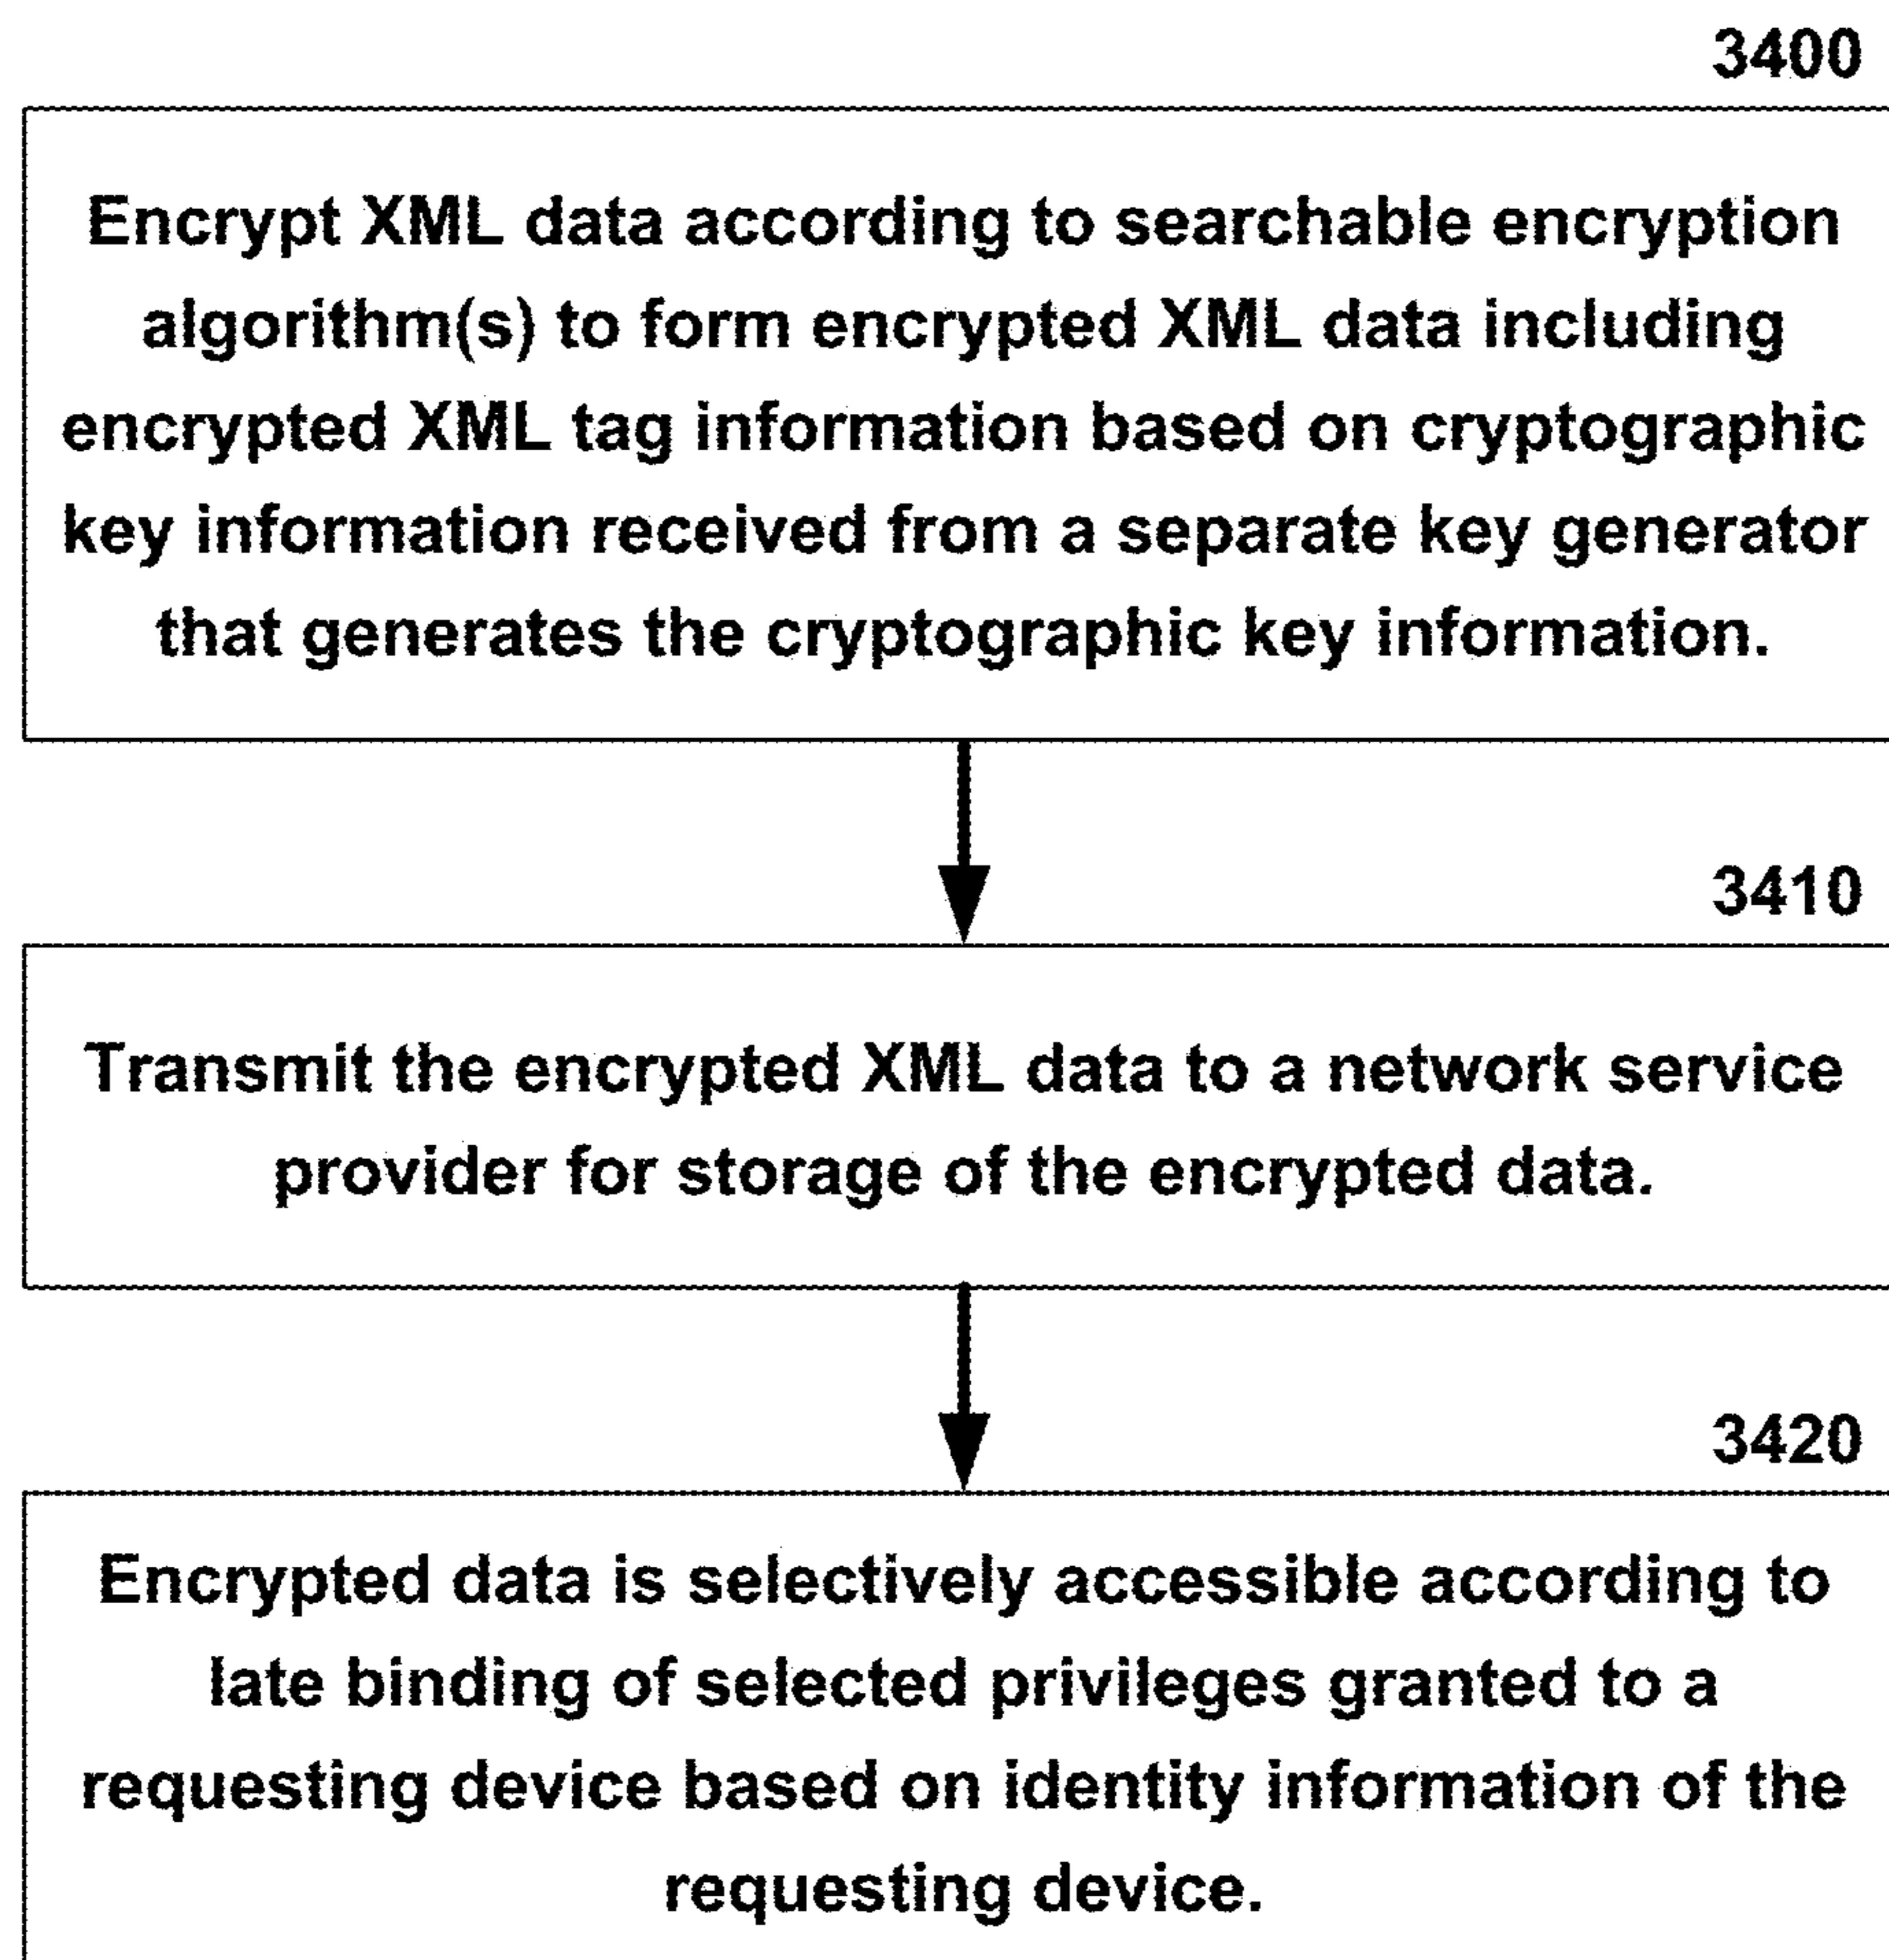 3400
Encrypt XML data according to searchable encryption
algorithm(s) to form encrypted XML data including
encrypted XML tag information based on cryptographic
key information received from a separate key generator
that generates the cryptographic key information.
3410
Transmit the encrypted XML data to a network service
provider for storage of the encrypted data.
3420
Encrypted data is selectively accessible according to
late binding of selected privileges granted to a
requesting device based on identity information of the
requesting device.